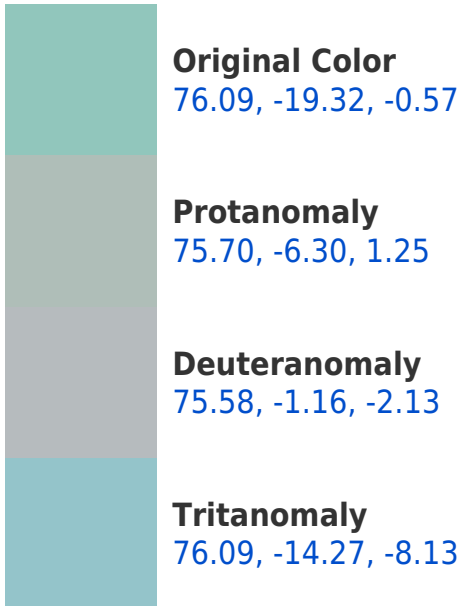 Original Color
76.09, -19.32, -0.57
Protanomaly
75.70, -6.30, 1.25
Deuteranomaly
75.58, -1.16, -2.13
Tritanomaly
76.09, -14.27, -8.13